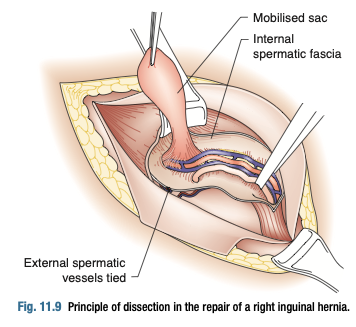 Mobilised sac
Internal
spermatic fascia
External spermatic
vessels tied
Fig. 11.9 Principle of dissection in the repair of a right inguinal hernia.